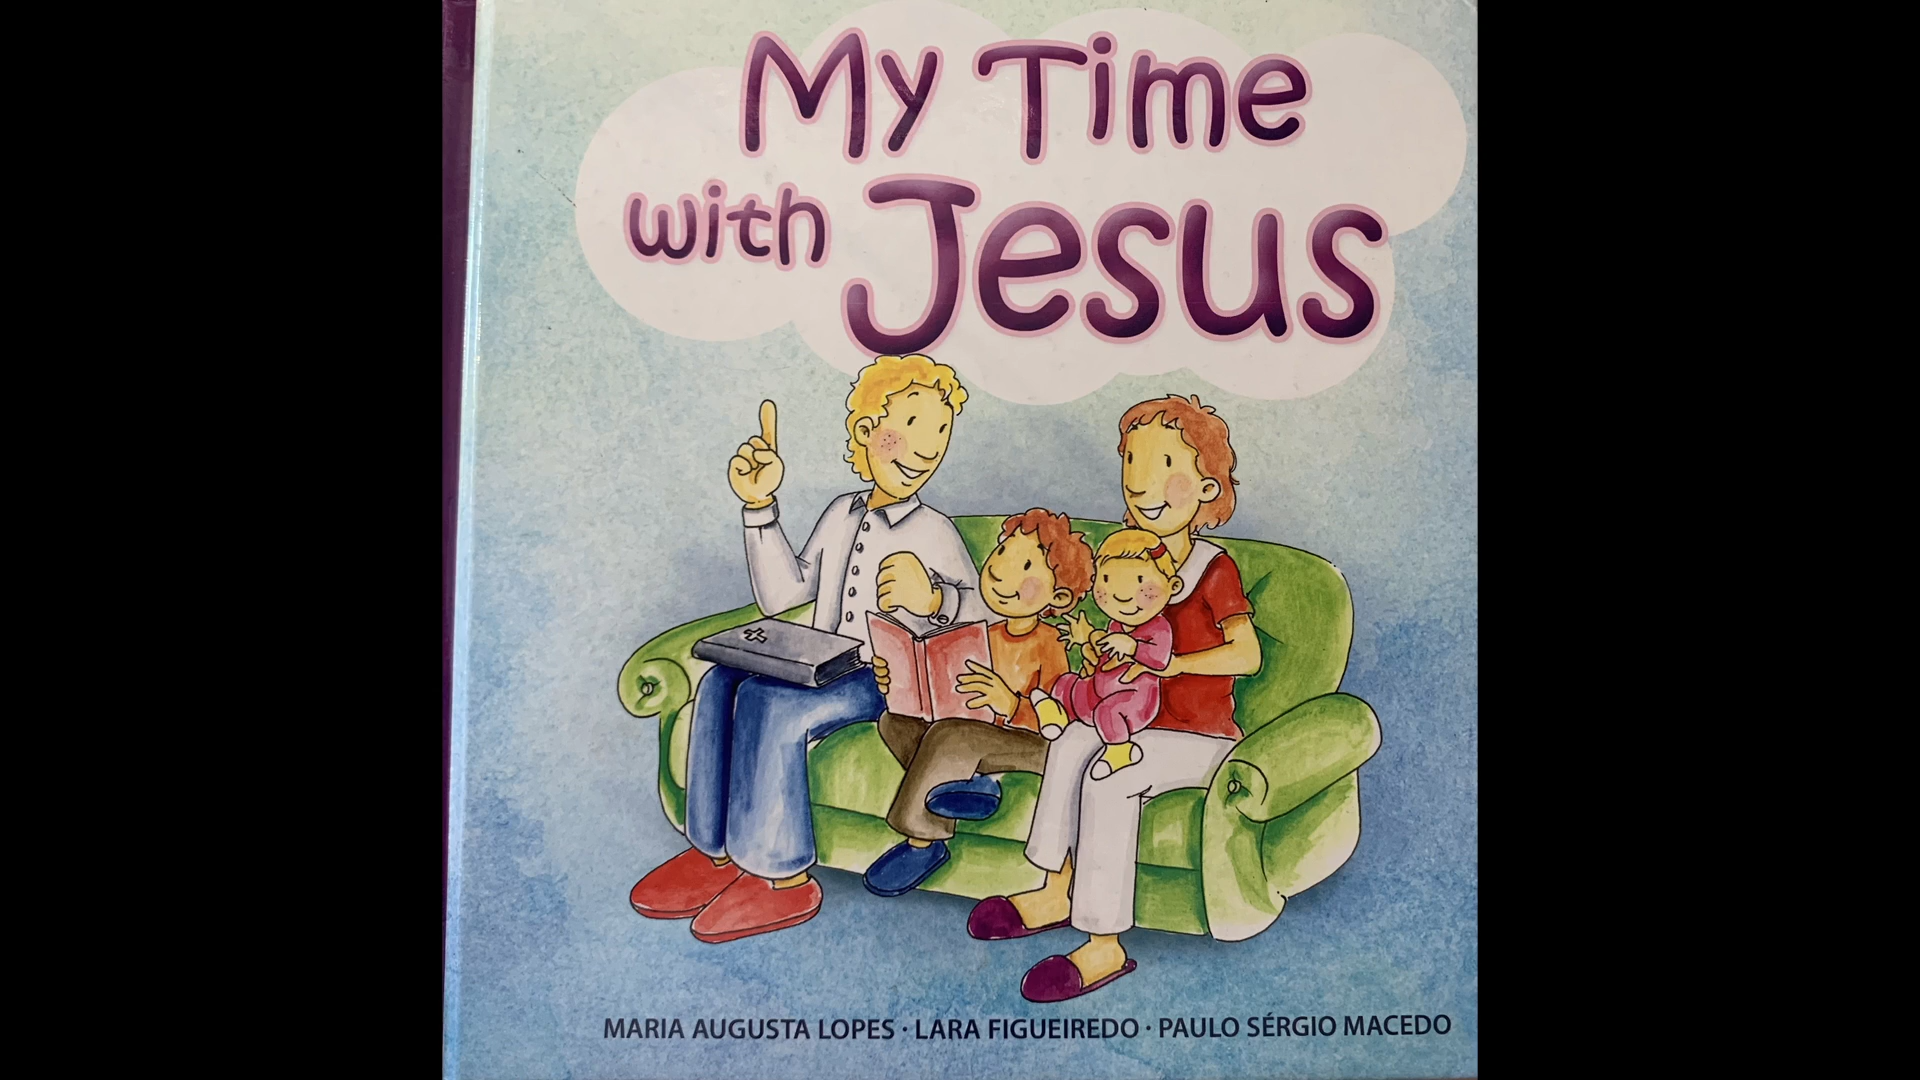 My Time
with Jesus
MARIA AUGUSTA LOPES · LARA FIGUEIREDO · PAULO SÉRGIO MACEDO